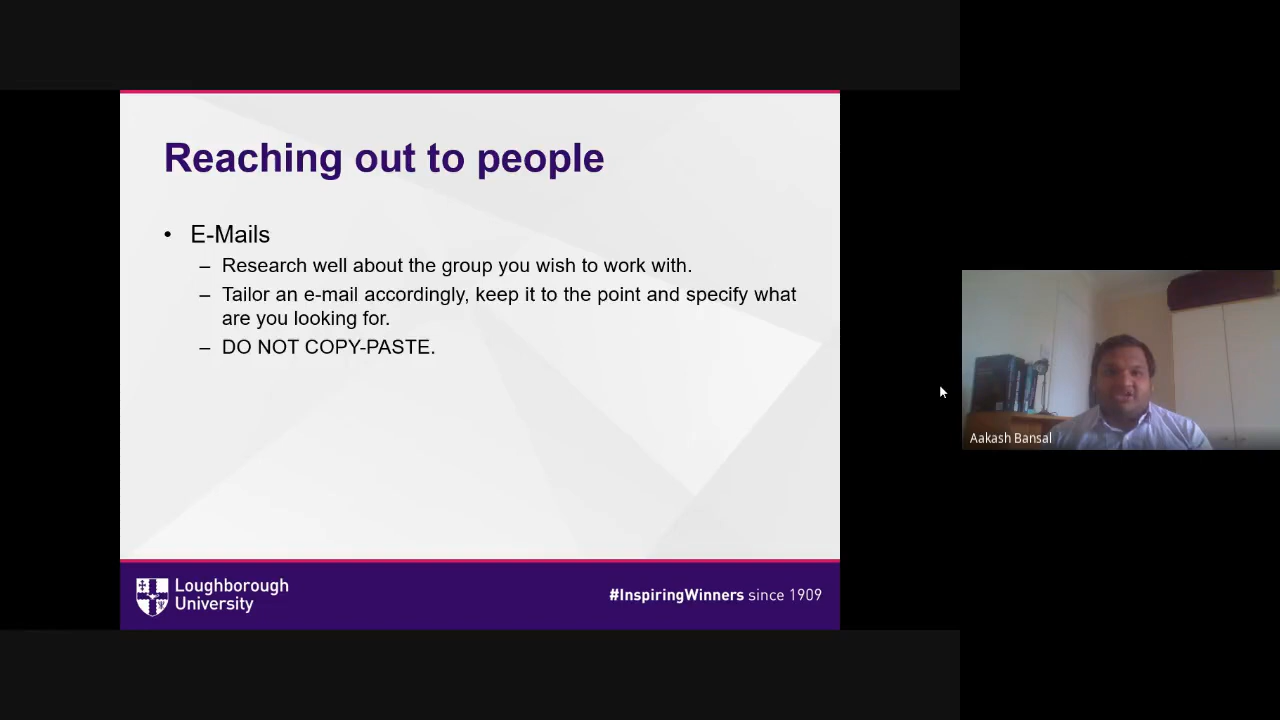 Reaching out to people
• E-Mails
– Research well about the group you wish to work with.
– Tailor an e-mail accordingly, keep it to the point and specify what
are you looking for.
– DO NOT COPY-PASTE.
Loughborough
University
#InspiringWinners since 1909
Aakash Bansal